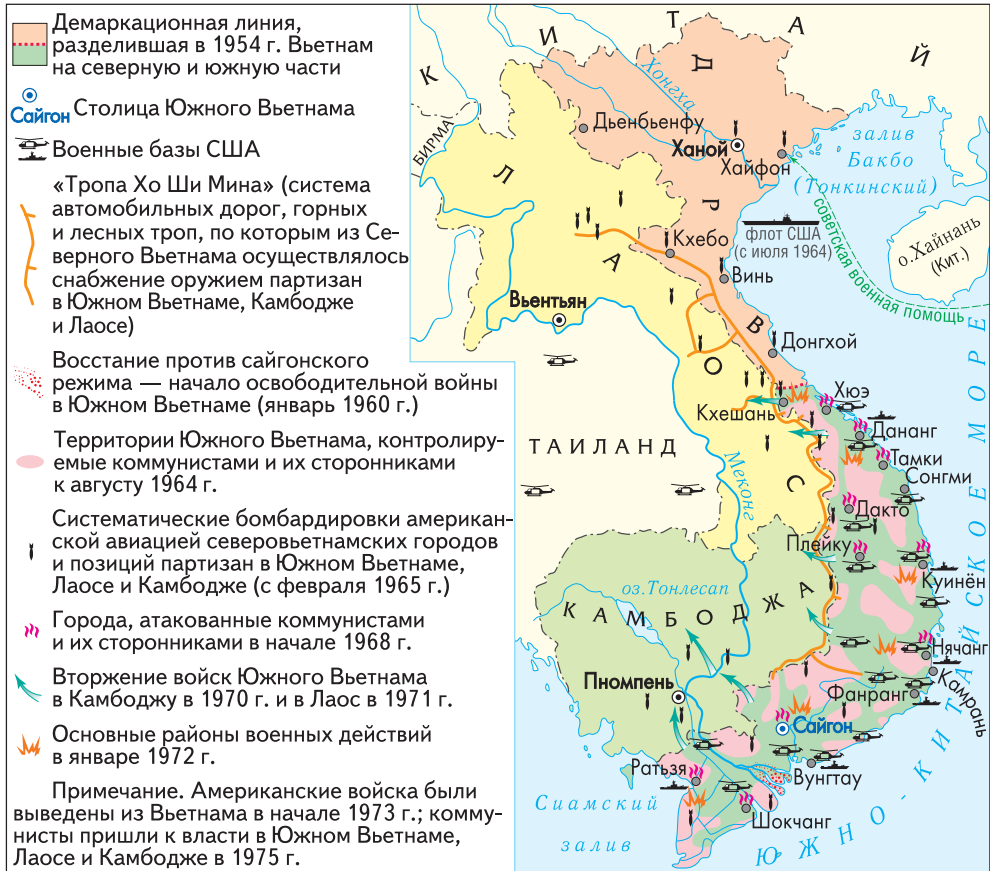 Демаркационная линия,
разделившая в 1954 г. Вьетнам
на северную и южную части
Сайгон Столица Южного Вьетнама
Военные базы США
«Тропа Хо Ши Мина» (система
автомобильных дорог, горных
и лесных троп, по которым из Се-
верного Вьетнама осуществлялось
снабжение оружием партизан
в Южном Вьетнаме, Камбодже
и Лаосе)
Восстание против сайгонского
режима — начало освободительной войны
в Южном Вьетнаме (январь 1960 г.)
Территории Южного Вьетнама, контролиру-
емые коммунистами и их сторонниками
к августу 1964 г.
Систематические бомбардировки американ-
ской авиацией северовьетнамских городов
и позиций партизан в Южном Вьетнаме,
Лаосе и Камбодже (с февраля 1965 г.)
Города, атакованные коммунистами
и их сторонниками в начале 1968 г.
Вторжение войск Южного Вьетнама
в Камбоджу в 1970 г. и в Лаос в 1971 г.
Основные районы военных действий
в январе 1972 г.
Примечание. Американские войска были
выведены из Вьетнама в начале 1973 г.; комму-
нисты пришли к власти в Южном Вьетнаме,
Лаосе и Камбодже в 1975 г.
КИТАЙ
БИРМА
Хонгха
Дьенбьенфу
Ханой
Хайфон
залив
Бакбо
(Тонкинский)
о.Хайнань
(Кит.)
советская военная помощь
флот США
(с июля 1964)
ДРВ
ЛАОС
Кхебо
Винь
Вьентьян
Донгхой
Кхешань
Хюэ
Дананг
Тамки
Сонгми
ТАИЛАНД
Меконг
Дакто
Плейку
Куинён
оз.Тонлесап
КАМБОДЖА
Нячанг
Камрань
Фанранг
Пномпень
Сайгон
Вунгтау
Ратьзя
Шокчанг
Сиамский
залив
ЮЖНО-КИТАЙСКОЕ МОРЕ